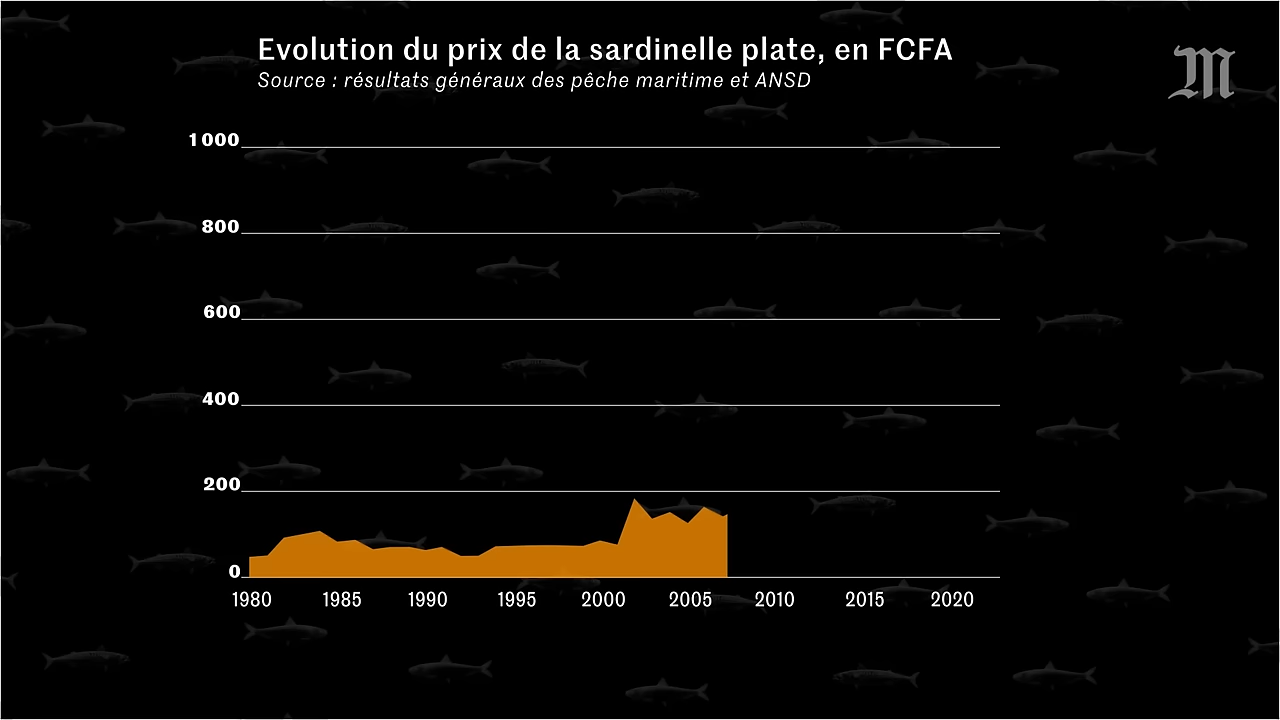 Evolution du prix de la sardinelle plate, en FCFA
Source : résultats généraux des pêche maritime et ANSD
M
1 000
800
600
400
200
0
1980 1985 1990 1995 2000 2005 2010 2015 2020